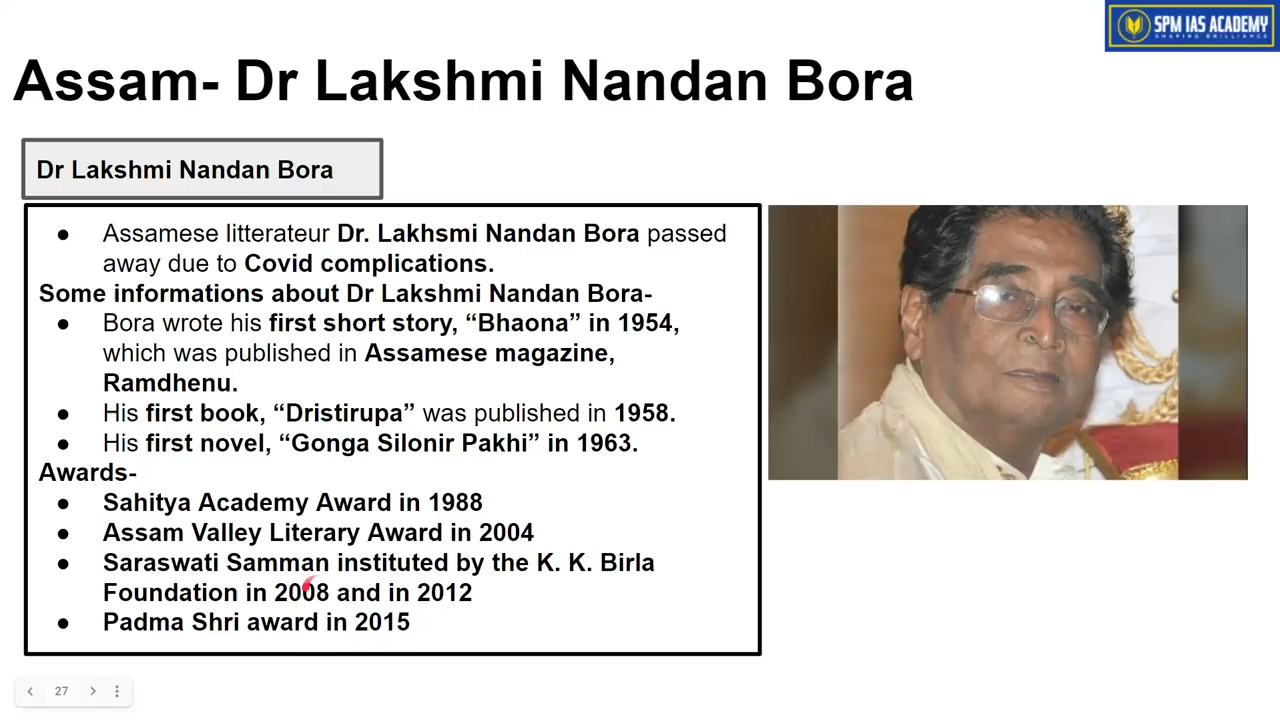 SPM IAS ACADEMY
SHAPING BRILLIANCE
Assam- Dr Lakshmi Nandan Bora
Dr Lakshmi Nandan Bora
● Assamese litterateur Dr. Lakhsmi Nandan Bora passed
away due to Covid complications.
Some informations about Dr Lakshmi Nandan Bora-
● Bora wrote his first short story, “Bhaona” in 1954,
which was published in Assamese magazine,
Ramdhenu.
● His first book, “Dristirupa” was published in 1958.
● His first novel, “Gonga Silonir Pakhi” in 1963.
Awards-
● Sahitya Academy Award in 1988
● Assam Valley Literary Award in 2004
● Saraswati Samman instituted by the K. K. Birla
Foundation in 2008 and in 2012
● Padma Shri award in 2015
27